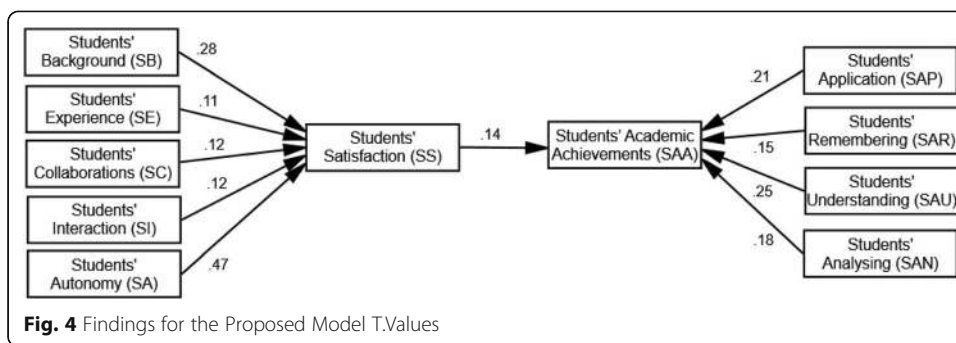 Students'
Background (SB)
.28
Students'
Experience (SE)
.11
Students'
Collaborations (SC)
.12
Students'
Interaction (SI)
.12
Students'
Autonomy (SA)
.47
Students'
Satisfaction (SS)
.14
Students' Academic
Achievements (SAA)
.21
Students'
Application (SAP)
.15
Students'
Remembering (SAR)
.25
Students'
Understanding (SAU)
.18
Students'
Analysing (SAN)
Fig. 4 Findings for the Proposed Model T.Values